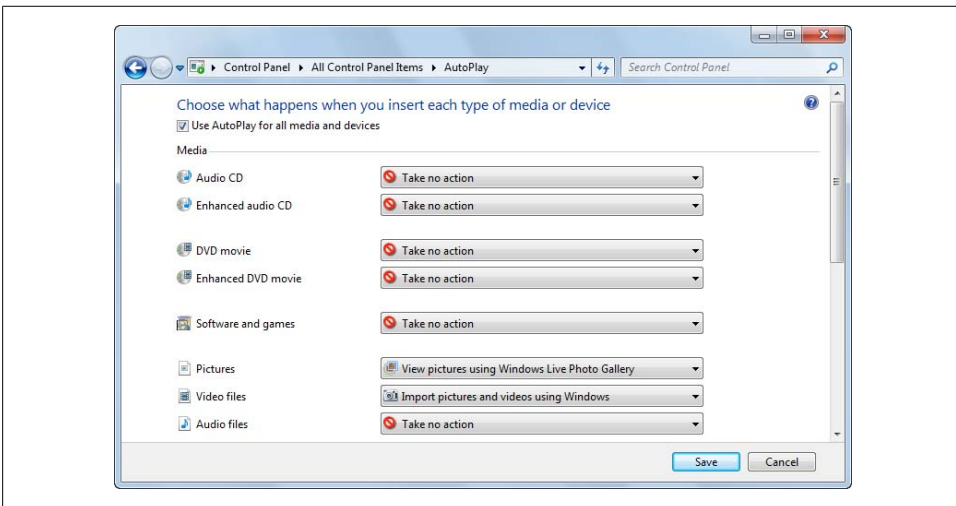 Control Panel ▸ All Control Panel Items ▸ AutoPlay
Search Control Panel
Choose what happens when you insert each type of media or device
Use AutoPlay for all media and devices
Media
Audio CD Take no action
Enhanced audio CD Take no action
DVD movie Take no action
Enhanced DVD movie Take no action
Software and games Take no action
Pictures View pictures using Windows Live Photo Gallery
Video files Import pictures and videos using Windows
Audio files Take no action
Save Cancel